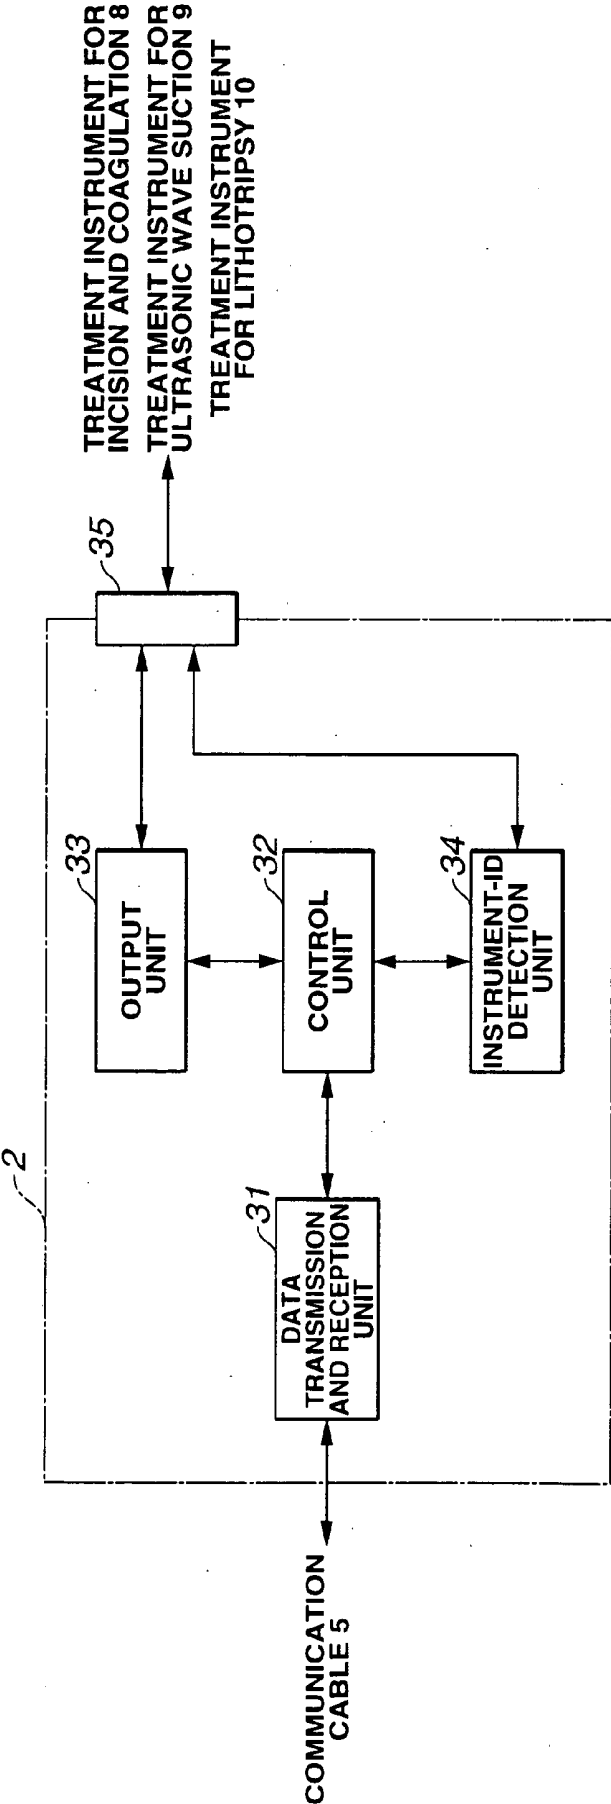 2
COMMUNICATION
CABLE 5
31
DATA
TRANSMISSION
AND RECEPTION
UNIT
33
OUTPUT
UNIT
32
CONTROL
UNIT
34
INSTRUMENT-ID
DETECTION
UNIT
35
TREATMENT INSTRUMENT FOR
INCISION AND COAGULATION 8
TREATMENT INSTRUMENT FOR
ULTRASONIC WAVE SUCTION 9
TREATMENT INSTRUMENT
FOR LITHOTRIPSY 10